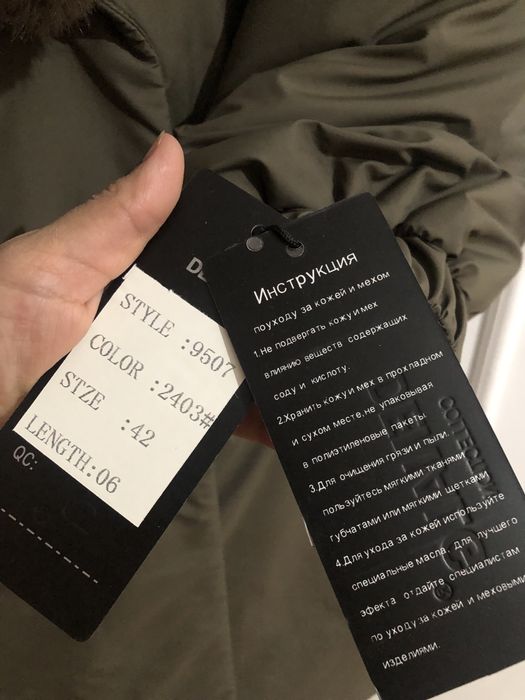 STYLE :9507
COLOR :2403#
STZE :42
LENGTH:06
QC:
Инструкция
по уходу за кожей и мехом
1.Не подвергать кожу и мех
влиянию веществ содержащих
соду и кислоту.
2.Хранить кожу и мех в прохладном
и сухом месте, не упаковывая
в полиэтиленовые пакеты.
3.Для очищения грязи и пыли.
пользуйтесь мягкими тканями
губчатами или мягкими щетками
4.Для ухода за кожей используйте
специальные масла, для лучшего
эфекта отдайте специалистам
по уходу за кожей и меховыми
изделиями.